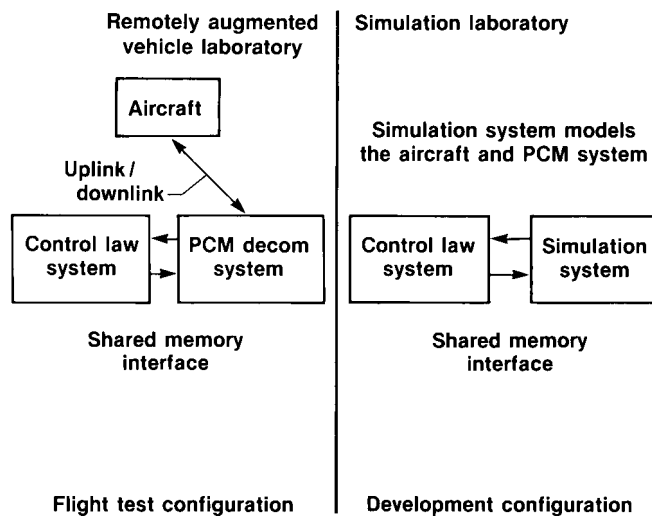 Remotely augmented
vehicle laboratory
Aircraft
Uplink/
downlink
Control law
system
PCM decom
system
Shared memory
interface
Flight test configuration
Simulation laboratory
Simulation system models
the aircraft and PCM system
Control law
system
Simulation
system
Shared memory
interface
Development configuration